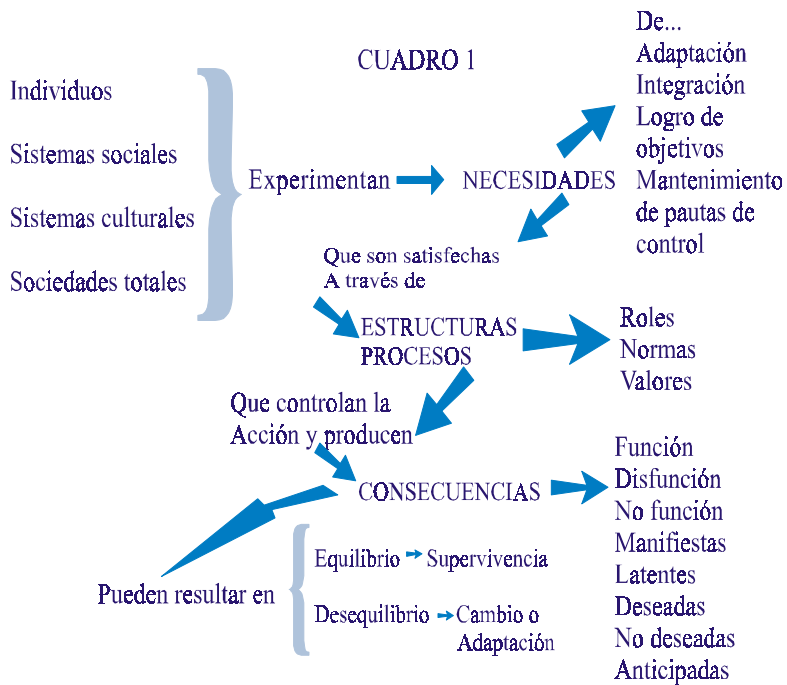 CUADRO 1
Individuos
Sistemas sociales
Sistemas culturales
Sociedades totales
Experimentan
NECESIDADES
De...
Adaptación
Integración
Logro de
objetivos
Mantenimiento
de pautas de
control
Que son satisfechas
A través de
ESTRUCTURAS
PROCESOS
Roles
Normas
Valores
Que controlan la
Acción y producen
CONSECUENCIAS
Función
Disfunción
No función
Manifiestas
Latentes
Deseadas
No deseadas
Anticipadas
Pueden resultar en
Equilibrio
Supervivencia
Desequilibrio
Cambio o
Adaptación